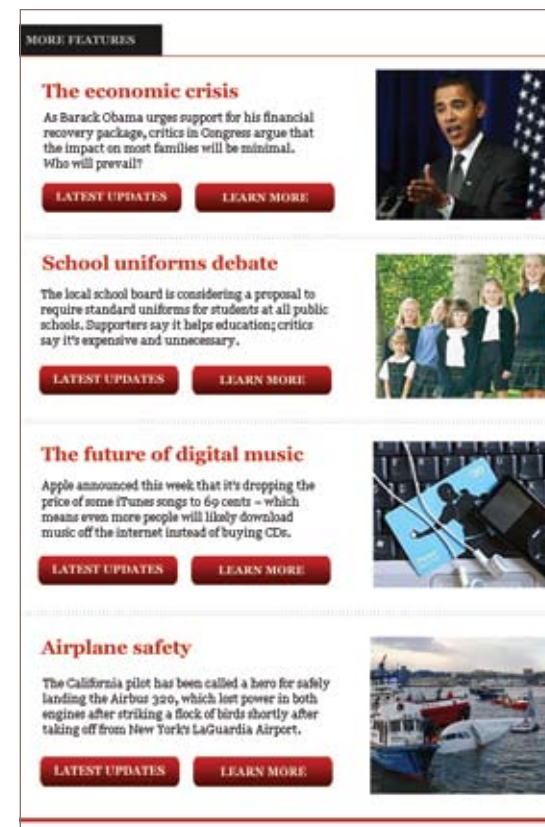 MORE FEATURES
The economic crisis
As Barack Obama urges support for his financial
recovery package, critics in Congress argue that
the impact on most families will be minimal.
Who will prevail?
LATEST UPDATES LEARN MORE
School uniforms debate
The local school board is considering a proposal to
require standard uniforms for students at all public
schools. Supporters say it helps education; critics
say it's expensive and unnecessary.
LATEST UPDATES LEARN MORE
The future of digital music
Apple announced this week that it's dropping the
price of some iTunes songs to 69 cents – which
means even more people will likely download
music off the internet instead of buying CDs.
LATEST UPDATES LEARN MORE
Airplane safety
The California pilot has been called a hero for safely
landing the Airbus 320, which lost power in both
engines after striking a flock of birds shortly after
taking off from New York's LaGuardia Airport.
LATEST UPDATES LEARN MORE